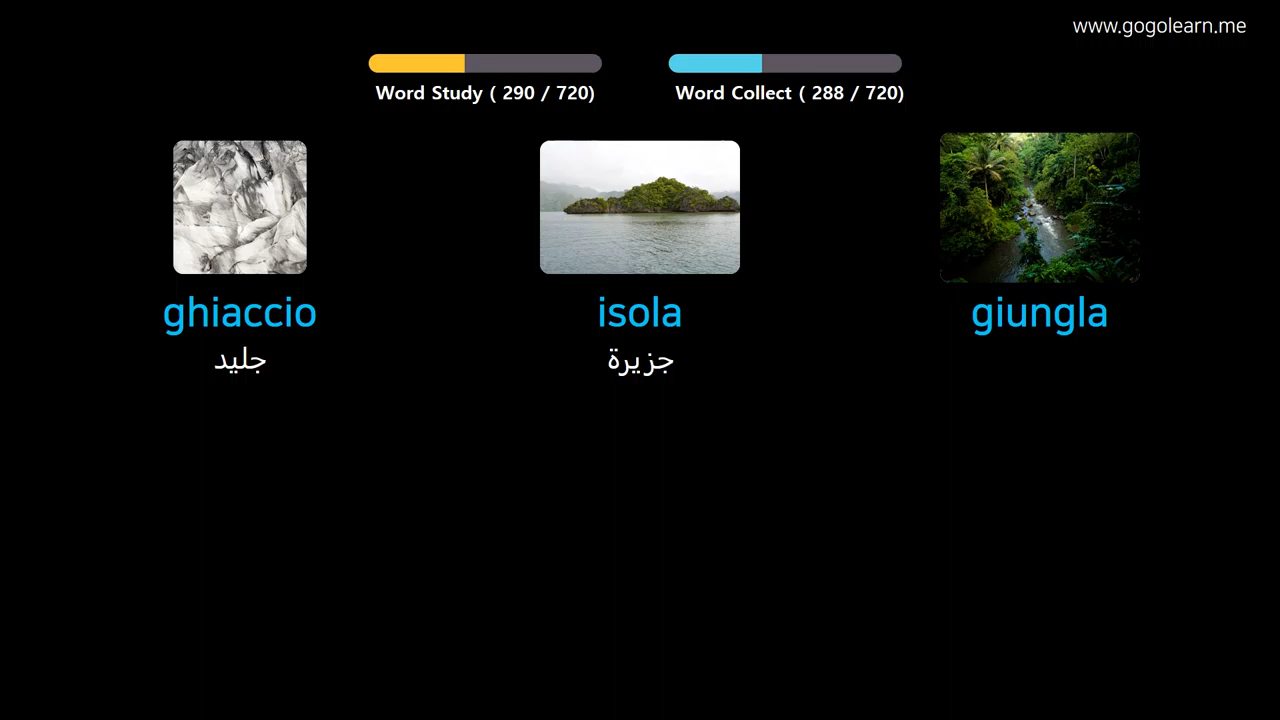 www.gogolearn.me
Word Study ( 290 / 720)
Word Collect ( 288 / 720)
ghiaccio
isola
giungla
جليد
جزيرة